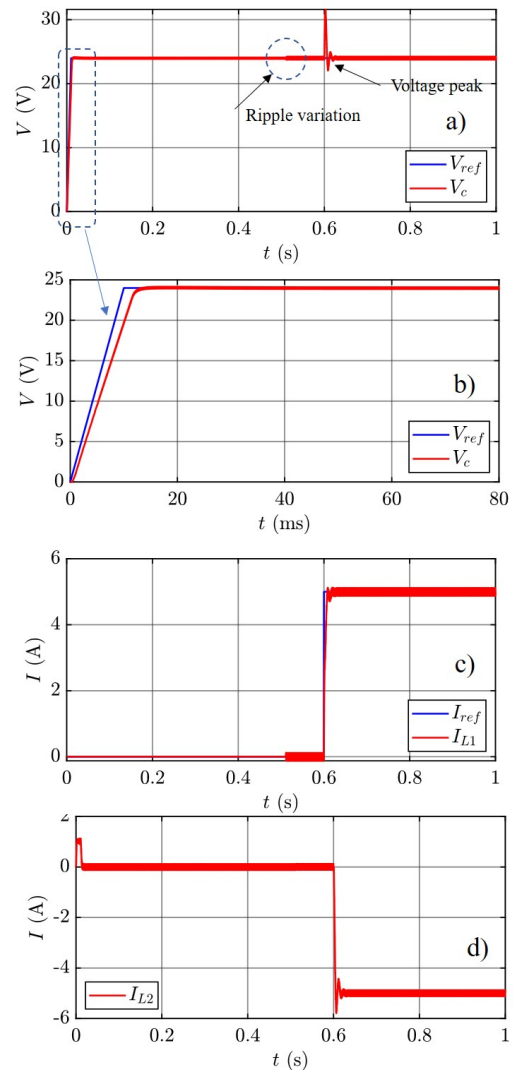 30
20
10
0
V (V)
Voltage peak
Ripple variation
a)
V_ref
V_c
0 0.2 0.4 0.6 0.8 1
t (s)
25
20
15
10
5
0
V (V)
b)
V_ref
V_c
0 20 40 60 80
t (ms)
6
4
2
0
I (A)
c)
I_ref
I_L1
0 0.2 0.4 0.6 0.8 1
t (s)
2
0
-2
-4
-6
I (A)
d)
I_L2
0 0.2 0.4 0.6 0.8 1
t (s)